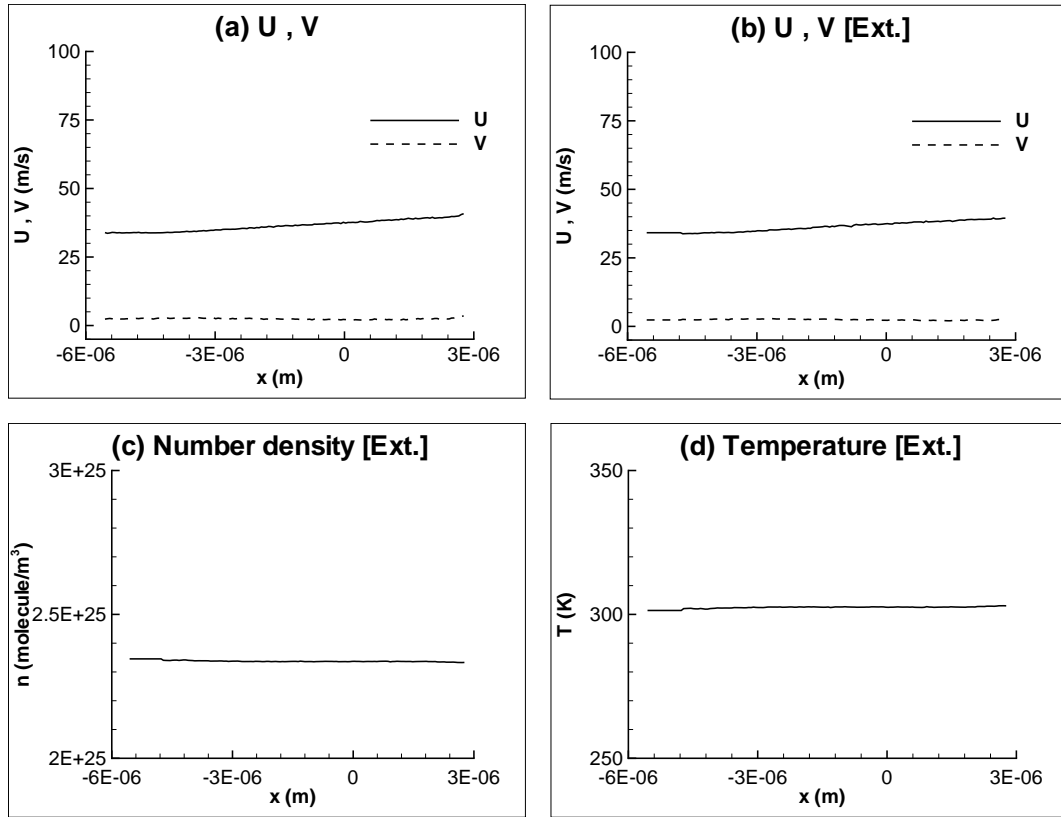 (a) U , V
100
75
50
25
0
U , V (m/s)
U
V
-6E-06 -3E-06 0 3E-06
x (m)
(b) U , V [Ext.]
100
75
50
25
0
U , V (m/s)
U
V
-6E-06 -3E-06 0 3E-06
x (m)
(c) Number density [Ext.]
3E+25
2.5E+25
2E+25
n (molecule/m³)
-6E-06 -3E-06 0 3E-06
x (m)
(d) Temperature [Ext.]
350
300
250
T (K)
-6E-06 -3E-06 0 3E-06
x (m)